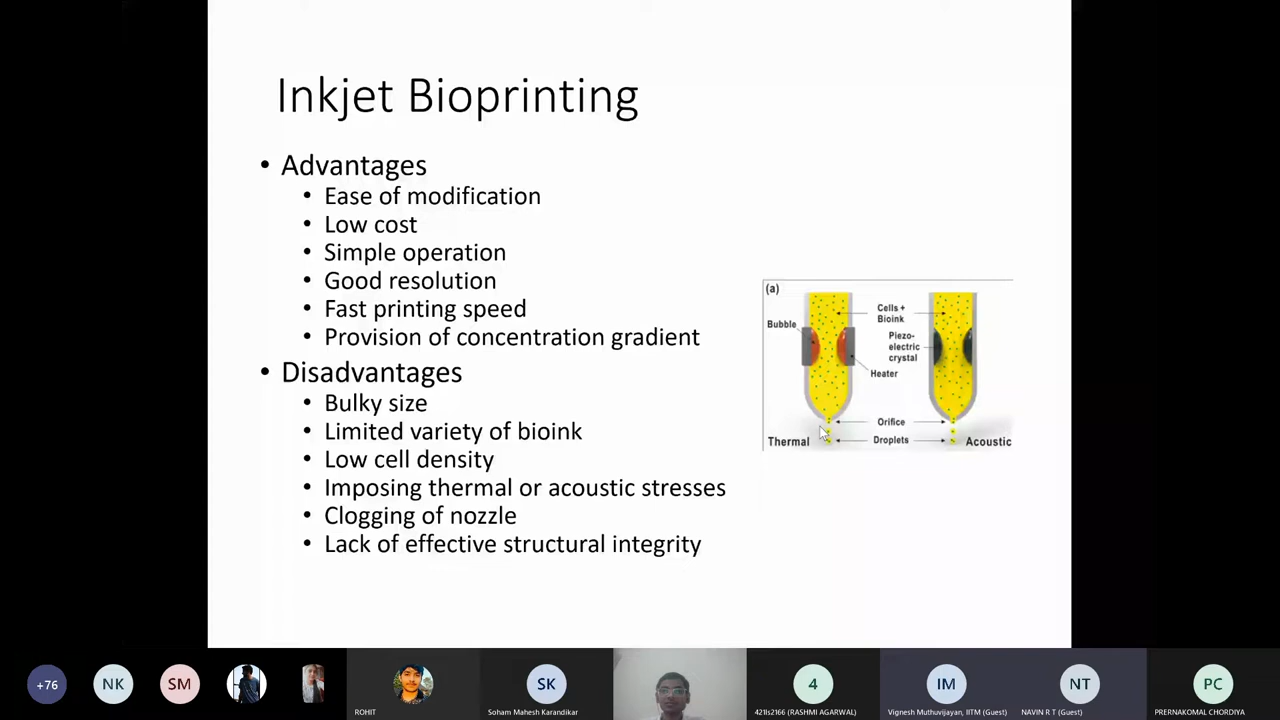 Inkjet Bioprinting
• Advantages
• Ease of modification
• Low cost
• Simple operation
• Good resolution
• Fast printing speed
• Provision of concentration gradient
• Disadvantages
• Bulky size
• Limited variety of bioink
• Low cell density
• Imposing thermal or acoustic stresses
• Clogging of nozzle
• Lack of effective structural integrity
(a)
Bubble
Cells +
Bioink
Piezo-
electric
crystal
Heater
Orifice
Droplets
Thermal
Acoustic
+76
NK
SM
ROHIT
SK
Soham Mahesh Karandikar
4
421ls2166 (RASHMI AGARWAL)
IM
Vignesh Muthuvijayan, IITM (Guest)
NT
NAVIN R T (Guest)
PC
PRERNAKOMAL CHORDIYA